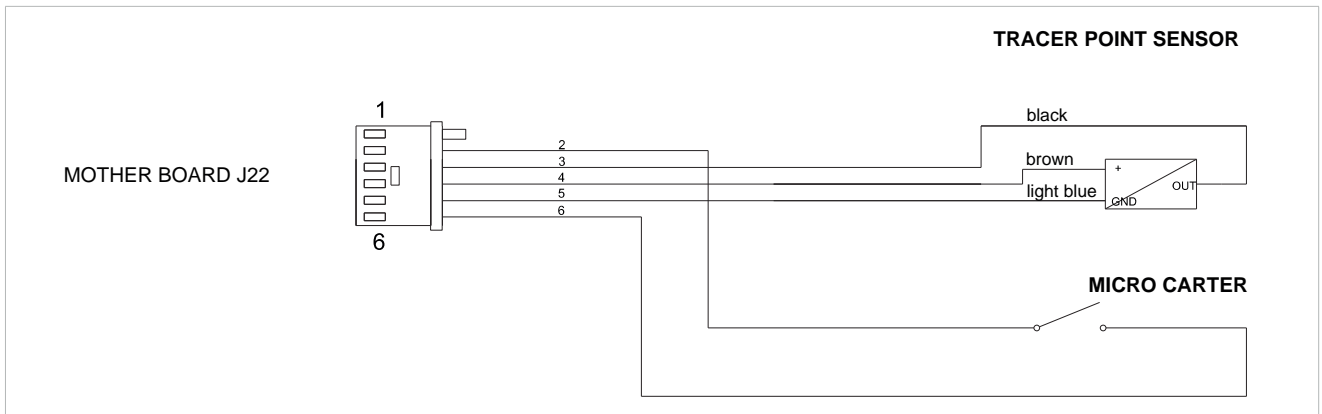 TRACER POINT SENSOR
1
black
2
3
brown
MOTHER BOARD J22
4
+
OUT
5
light blue
GND
6
6
MICRO CARTER